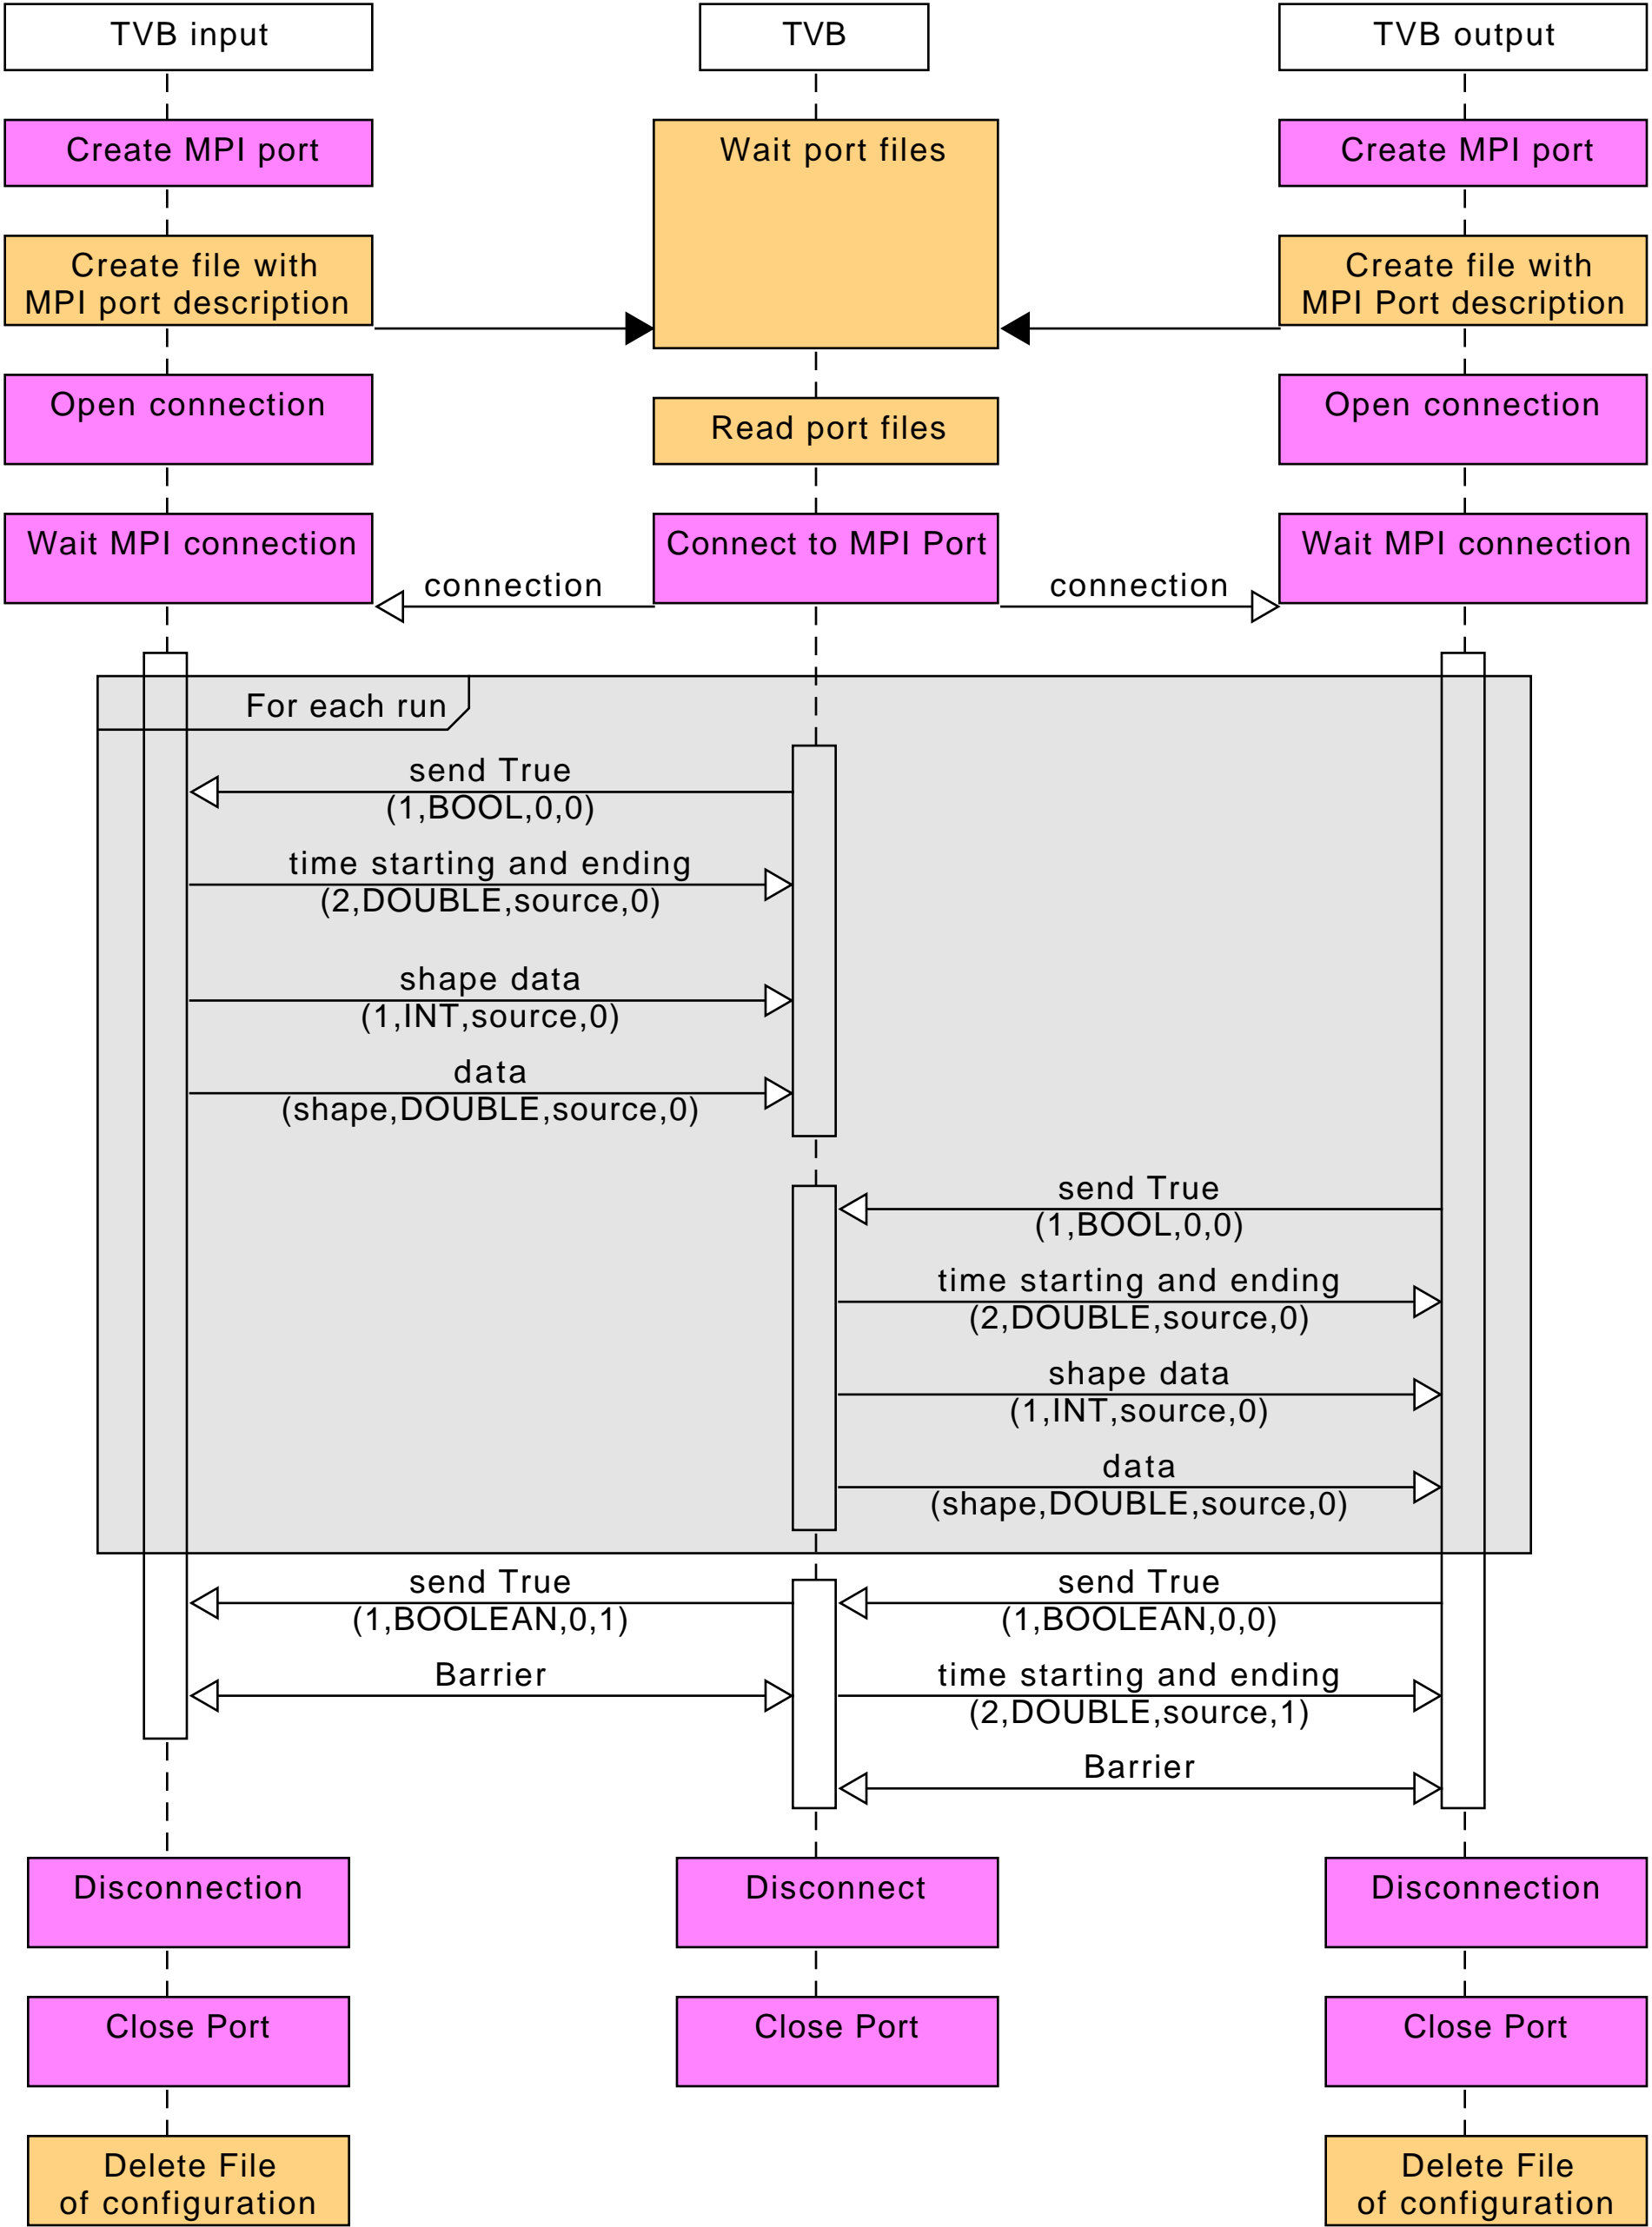 TVB input
TVB
TVB output
Create MPI port
Wait port files
Create MPI port
Create file with
MPI port description
Create file with
MPI Port description
Open connection
Read port files
Open connection
Wait MPI connection
Connect to MPI Port
Wait MPI connection
connection
connection
For each run
send True
(1,BOOL,0,0)
time starting and ending
(2,DOUBLE,source,0)
shape data
(1,INT,source,0)
data
(shape,DOUBLE,source,0)
send True
(1,BOOL,0,0)
time starting and ending
(2,DOUBLE,source,0)
shape data
(1,INT,source,0)
data
(shape,DOUBLE,source,0)
send True
(1,BOOLEAN,0,1)
send True
(1,BOOLEAN,0,0)
Barrier
time starting and ending
(2,DOUBLE,source,1)
Barrier
Disconnection
Disconnect
Disconnection
Close Port
Close Port
Close Port
Delete File
of configuration
Delete File
of configuration